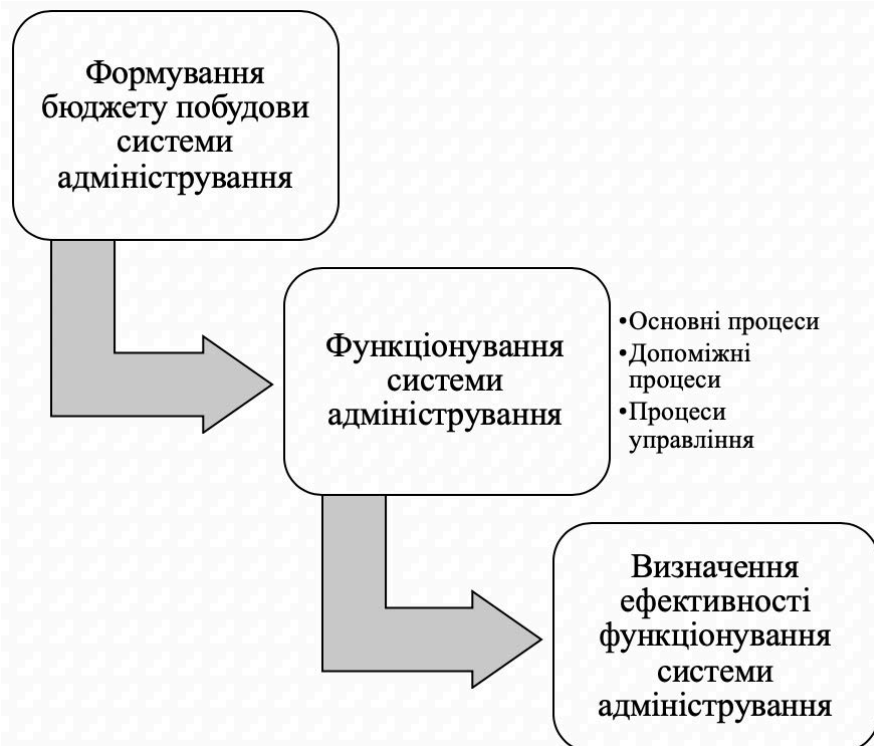 Формування
бюджету побудови
системи
адміністрування
Функціонування
системи
адміністрування
•Основні процеси
•Допоміжні
процеси
•Процеси
управління
Визначення
ефективності
функціонування
системи
адміністрування